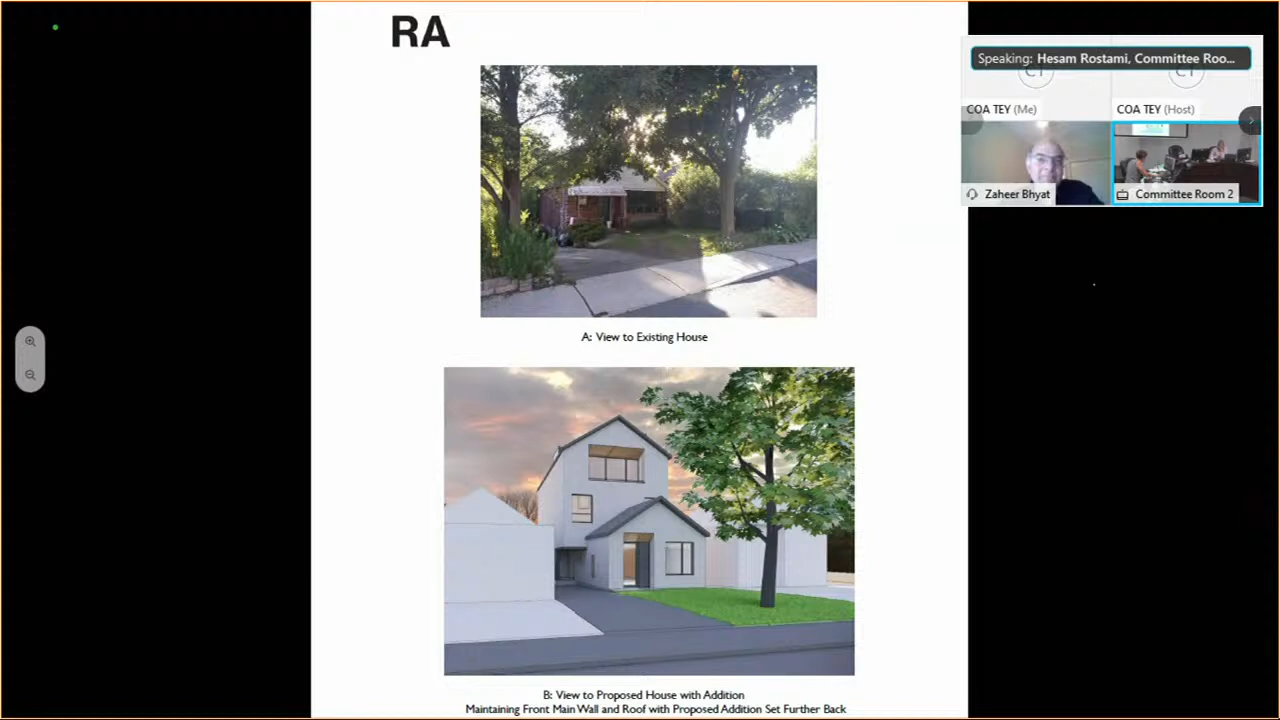 RA
Speaking: Hesam Rostami, Committee Roo...
COA TEY (Me)
COA TEY (Host)
Zaheer Bhyat
Committee Room 2
A: View to Existing House
B: View to Proposed House with Addition
Maintaining Front Main Wall and Roof with Proposed Addition Set Further Back